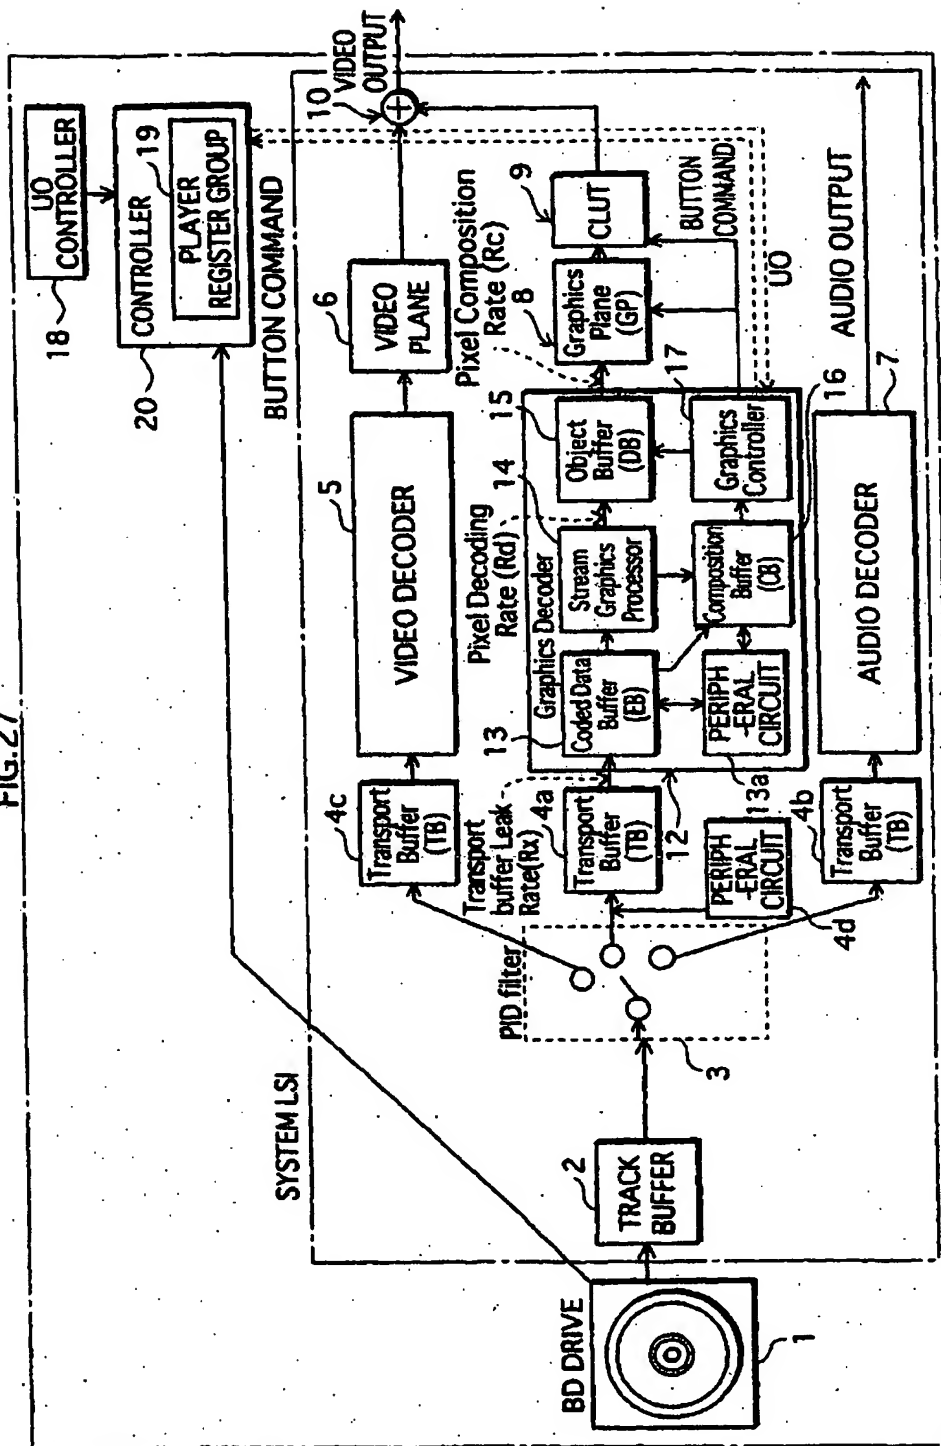 FIG.27
18
UO
CONTROLLER
20
CONTROLLER
19
PLAYER
REGISTER GROUP
BUTTON COMMAND
10
VIDEO
OUTPUT
SYSTEM LSI
4c
Transport
Buffer
(TB)
5
VIDEO DECODER
6
VIDEO
PLANE
PID filter
3
Transport
buffer Leak
Rate(Rx)
4a
Transport
Buffer
(TB)
PERIPH
-ERAL
CIRCUIT
4d
Pixel Decoding
Rate (Rd)
Graphics Decoder
13
Coded Data
Buffer
(EB)
14
Stream
Graphics
Processor
15
Object
Buffer
(DB)
Pixel Composition
Rate (Rc)
8
Graphics
Plane
(GP)
9
CLUT
12
13a
PERIPH
-ERAL
CIRCUIT
Composition
Buffer
(CB)
16
17
Graphics
Controller
BUTTON
COMMAND
UO
BD DRIVE
1
2
TRACK
BUFFER
4b
Transport
Buffer
(TB)
AUDIO DECODER
7
AUDIO OUTPUT